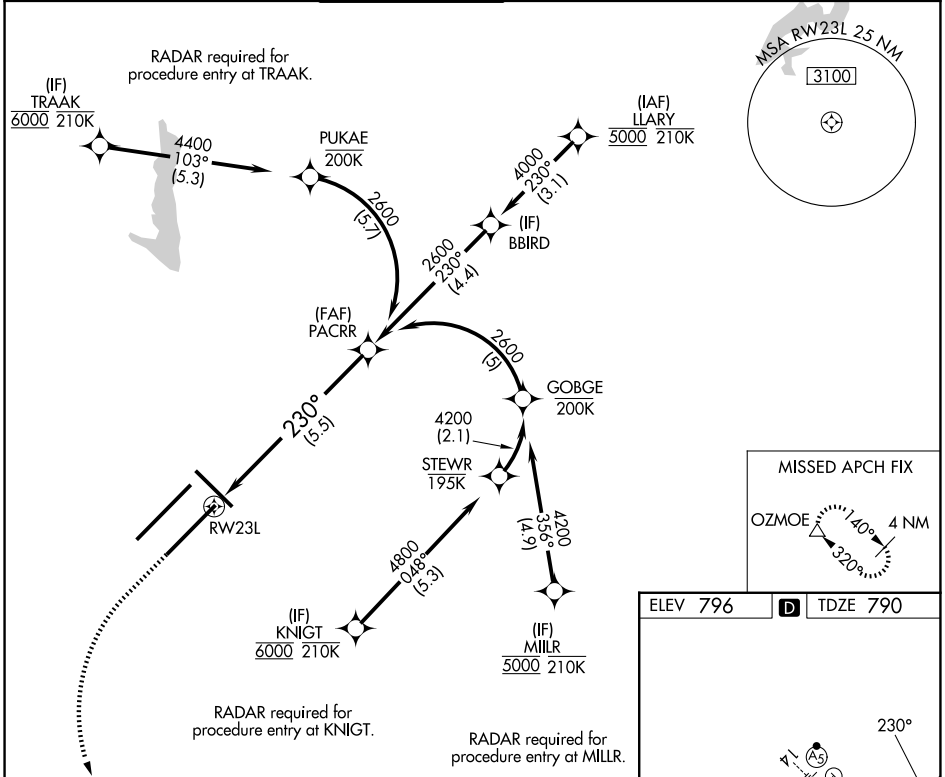 RADAR required for
procedure entry at TRAAK.
MSA RW23L 25 NM
3100
(IF)
TRAAK
6000 210K
4400
103°
(5.3)
PUKAE
200K
2600
(5.7)
(IAF)
LLARY
5000 210K
4000
230°
(3.1)
(IF)
BBIRD
2600
230°
(4.4)
(FAF)
PACRR
2600
(5)
GOBGE
200K
230°
(5.5)
4200
(2.1)
STEWR
195K
RW23L
4800
048°
(5.3)
4200
356°
(4.9)
(IF)
KNIGT
6000 210K
(IF)
MIILR
5000 210K
MISSED APCH FIX
OZMOE
140°
4 NM
320°
RADAR required for
procedure entry at KNIGT.
RADAR required for
procedure entry at MILLR.
ELEV 796
D
TDZE 790
230°
14
A5